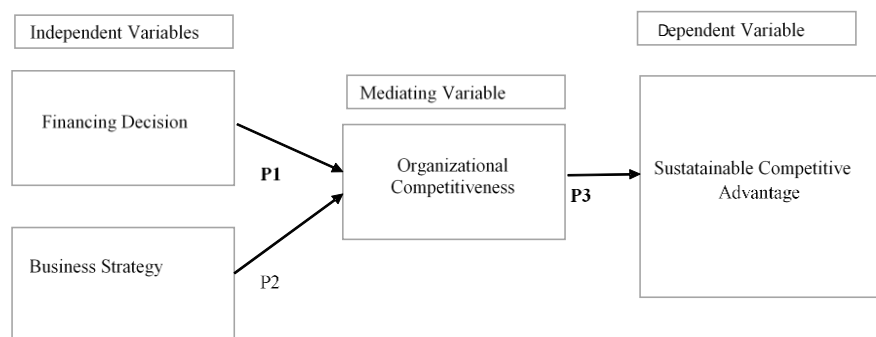 Independent Variables
Dependent Variable
Financing Decision
Mediating Variable
Organizational
Competitiveness
P1
Sustatainable Competitive
Advantage
P3
Business Strategy
P2